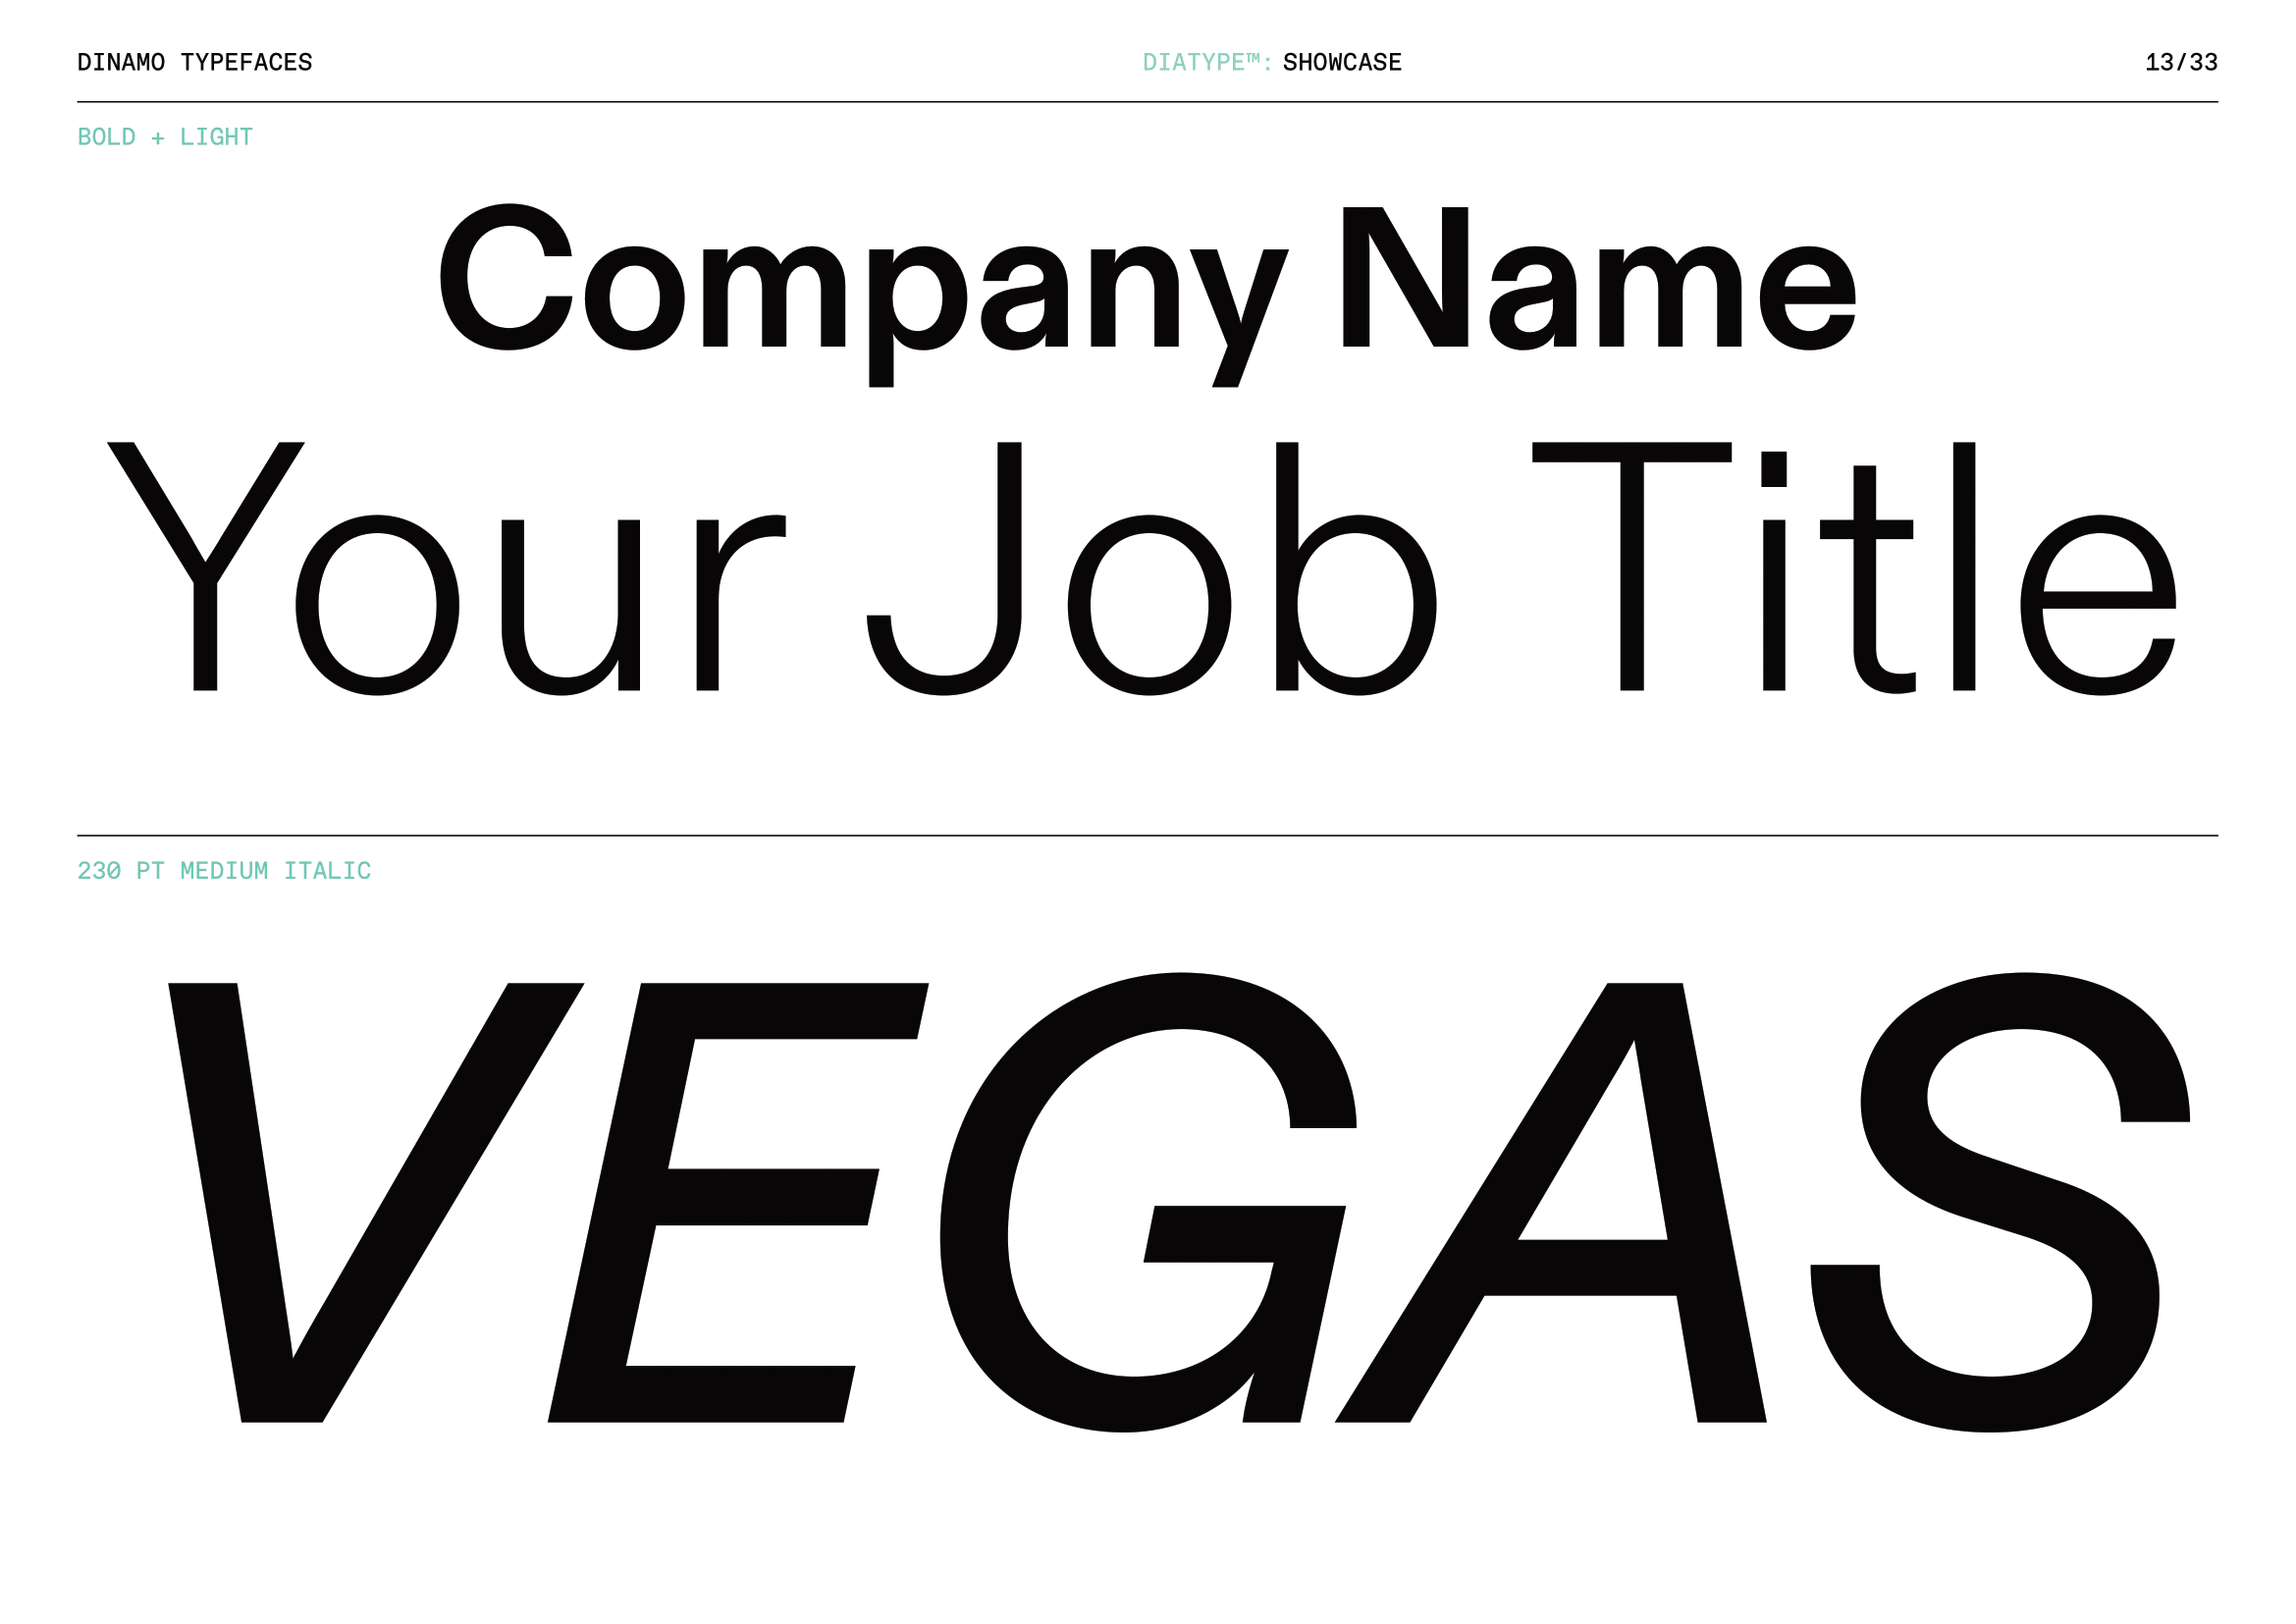 DINAMO TYPEFACES DIATYPE™: SHOWCASE 13/33
BOLD + LIGHT
Company Name
Your Job Title
230 PT MEDIUM ITALIC
VEGAS